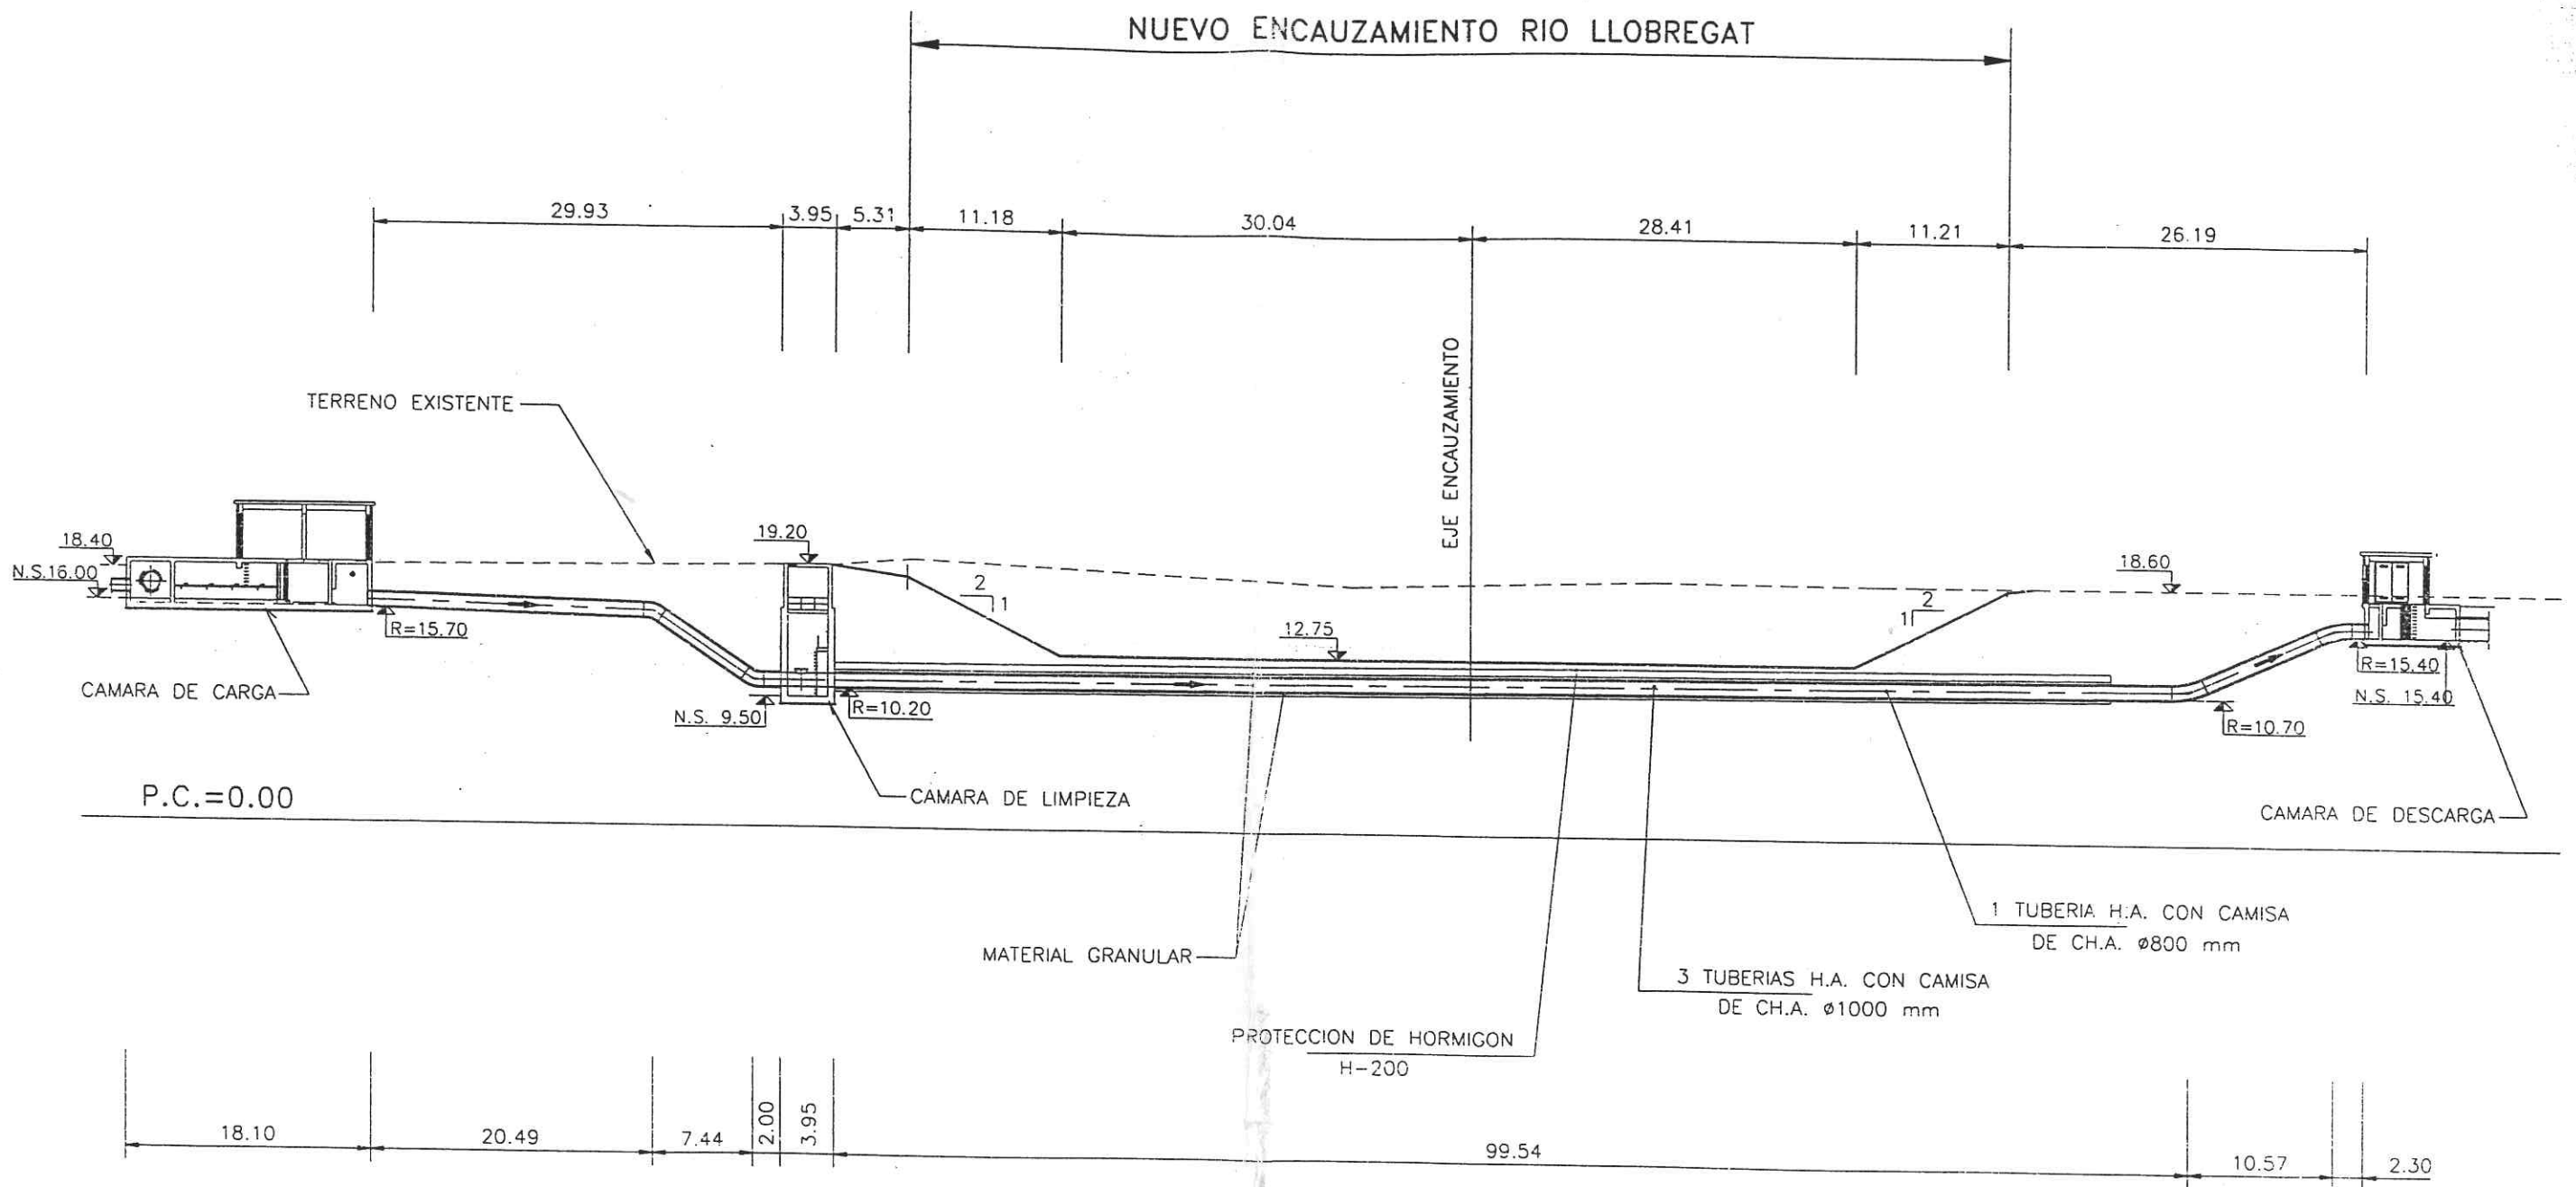 NUEVO ENCAUZAMIENTO RIO LLOBREGAT
29.93 3.95 5.31 11.18 30.04 28.41 11.21 26.19
EJE ENCAUZAMIENTO
TERRENO EXISTENTE
18.40
N.S.16.00
19.20
2
1
12.75
2
1
18.60
R=15.70
CAMARA DE CARGA
N.S. 9.50
R=10.20
R=15.40
N.S. 15.40
R=10.70
P.C.=0.00
CAMARA DE LIMPIEZA
CAMARA DE DESCARGA
MATERIAL GRANULAR
1 TUBERIA H.A. CON CAMISA
DE CH.A. ø800 mm
3 TUBERIAS H.A. CON CAMISA
DE CH.A. ø1000 mm
PROTECCION DE HORMIGON
H-200
18.10 20.49 7.44 2.00 3.95 99.54 10.57 2.30